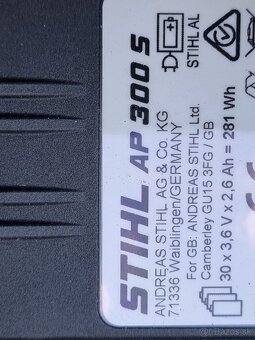 STIHL AP 300 S
ANDREAS STIHL AG & Co. KG
71336 Waiblingen/GERMANY
For GB: ANDREAS STIHL Ltd.
Camberley GU15 3FG / GB
30 x 3,6 V x 2,6 Ah = 281 Wh
STIHL AL